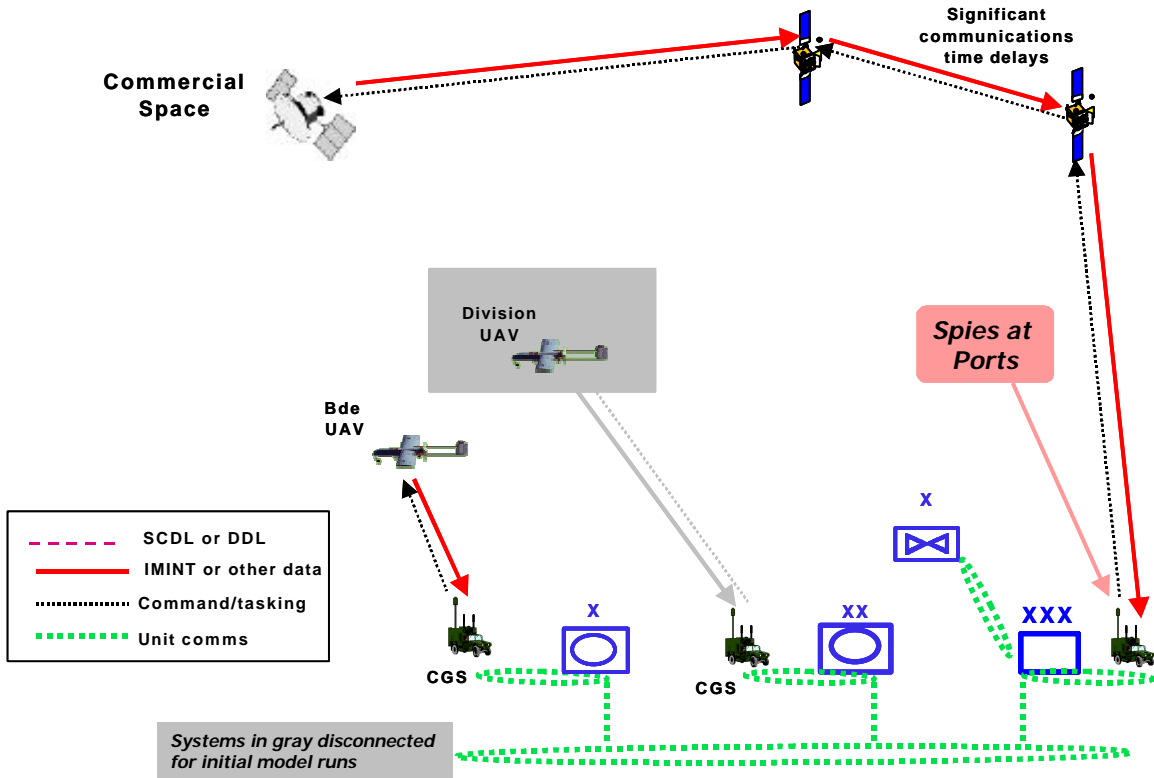 Significant
communications
time delays
Commercial
Space
Division
UAV
Spies at
Ports
Bde
UAV
X
SCDL or DDL
IMINT or other data
Command/tasking
Unit comms
X
XX
XXX
CGS
CGS
Systems in gray disconnected
for initial model runs